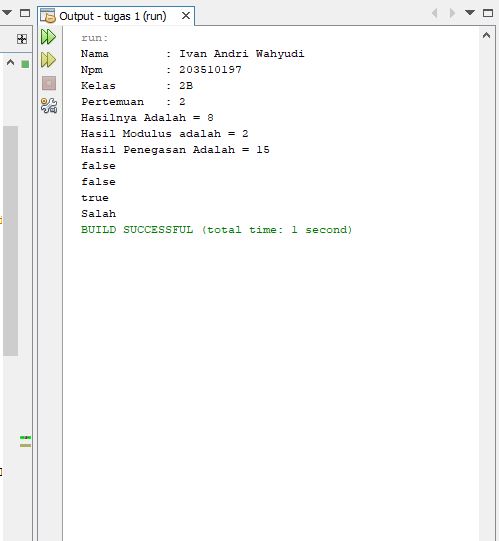 Output - tugas 1 (run)
run:
Nama : Ivan Andri Wahyudi
Npm : 203510197
Kelas : 2B
Pertemuan : 2
Hasilnya Adalah = 8
Hasil Modulus adalah = 2
Hasil Penegasan Adalah = 15
false
false
true
Salah
BUILD SUCCESSFUL (total time: 1 second)